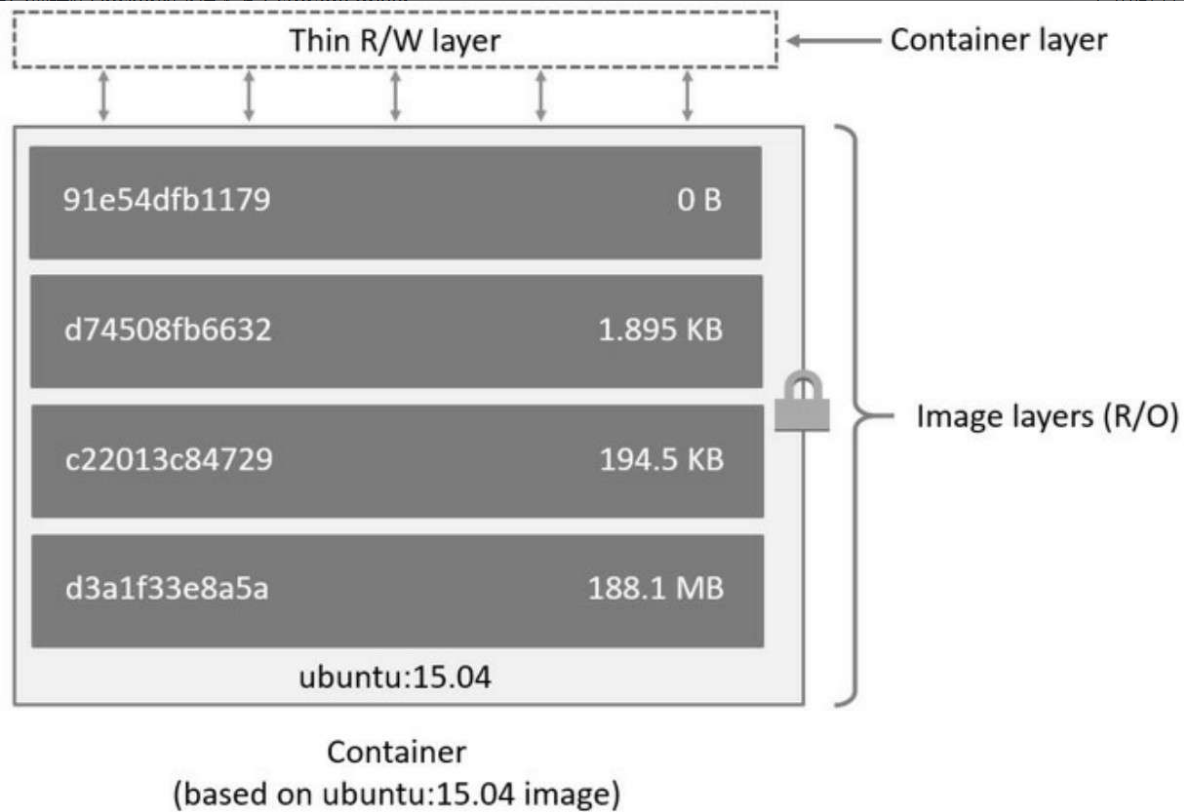 Thin R/W layer
Container layer
91e54dfb1179 0 B
d74508fb6632 1.895 KB
c22013c84729 194.5 KB
Image layers (R/O)
d3a1f33e8a5a 188.1 MB
ubuntu:15.04
Container
(based on ubuntu:15.04 image)